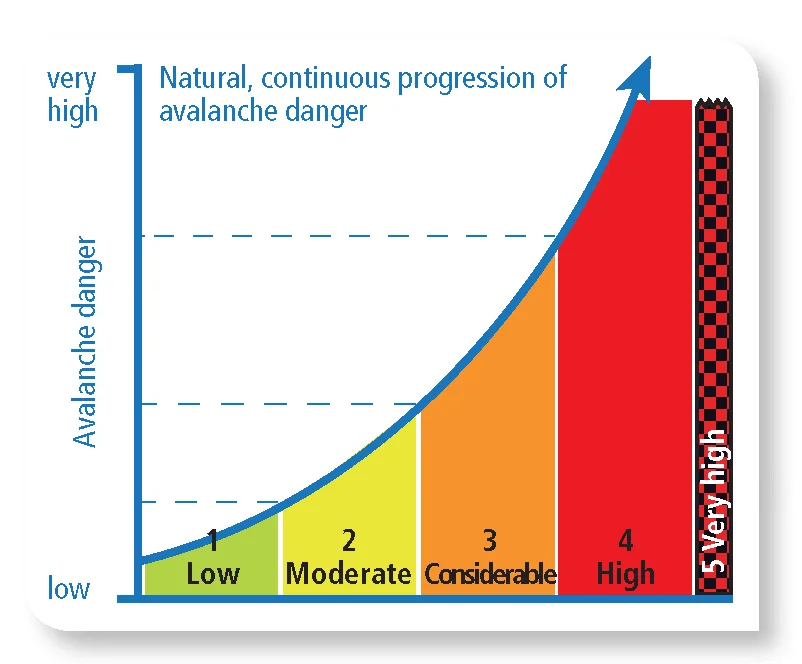 very
high
Natural, continuous progression of
avalanche danger
Avalanche danger
low
1
Low
2
Moderate
3
Considerable
4
High
5 Very high